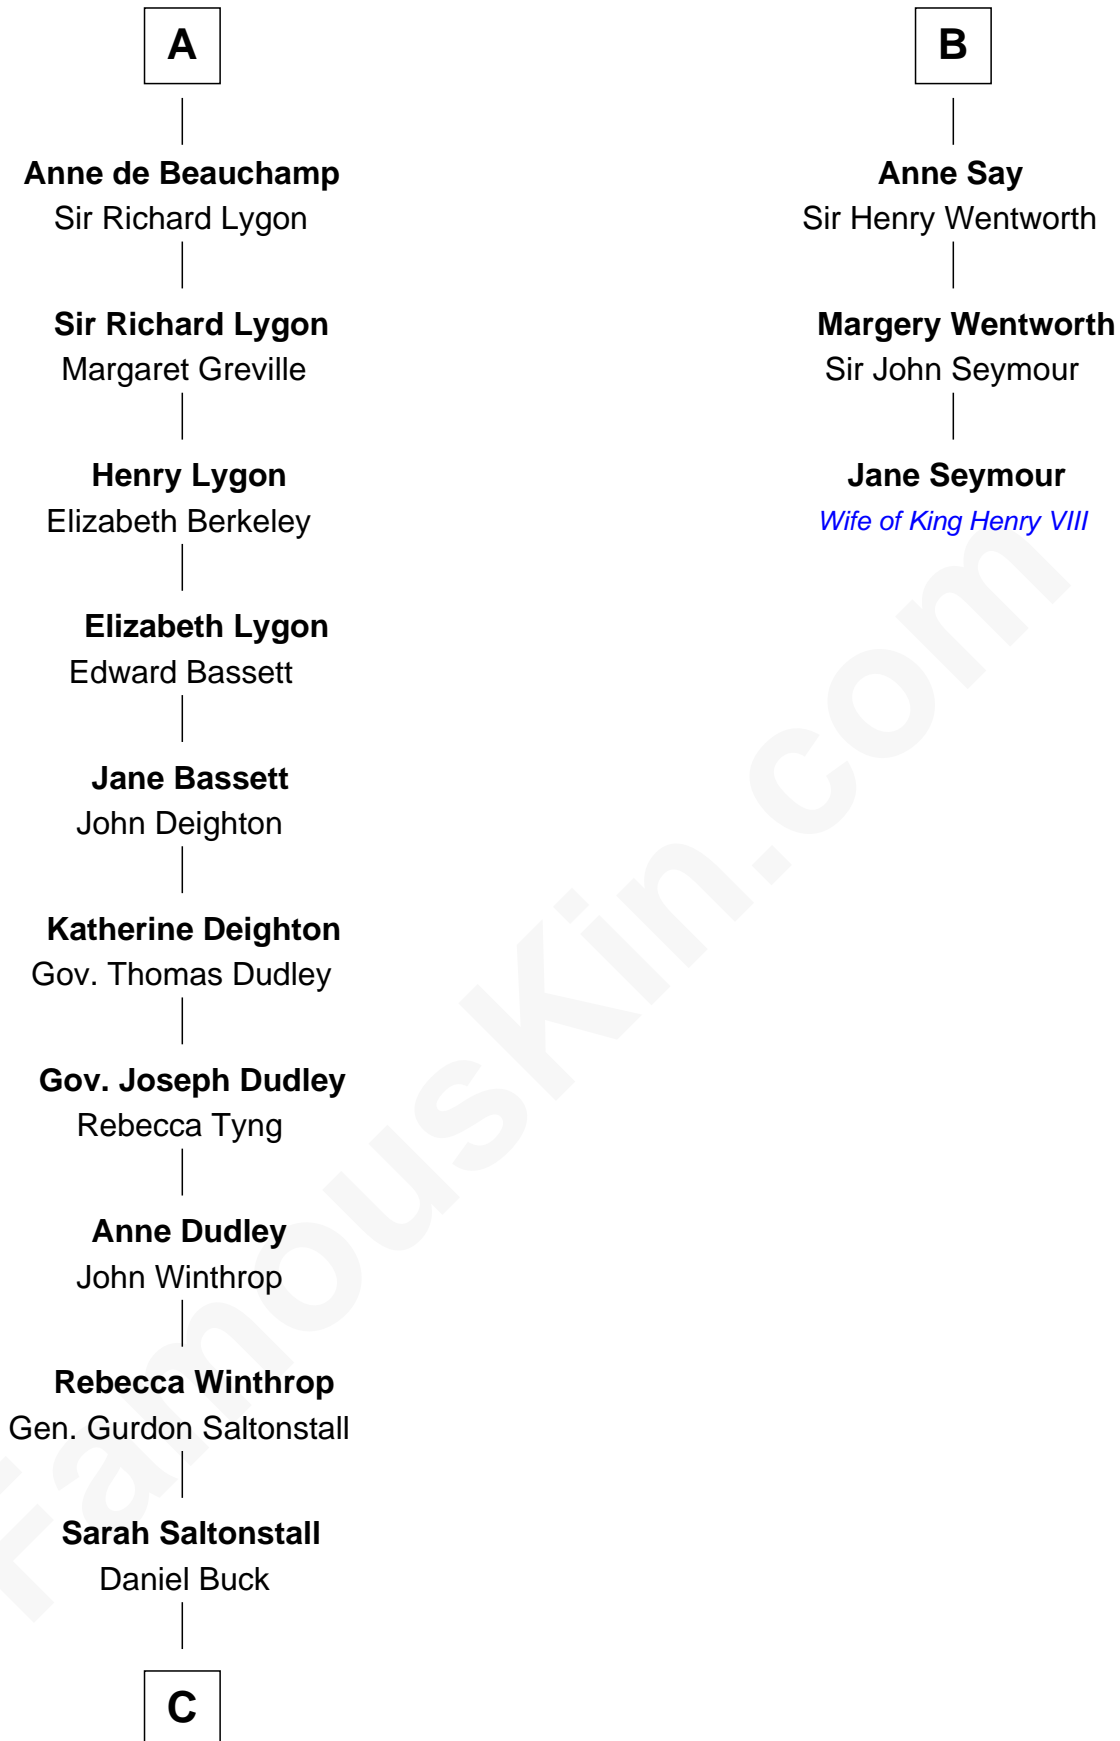 A
Anne de Beauchamp
Sir Richard Lygon
Sir Richard Lygon
Margaret Greville
Henry Lygon
Elizabeth Berkeley
Elizabeth Lygon
Edward Bassett
Jane Bassett
John Deighton
Katherine Deighton
Gov. Thomas Dudley
Gov. Joseph Dudley
Rebecca Tyng
Anne Dudley
John Winthrop
Rebecca Winthrop
Gen. Gurdon Saltonstall
Sarah Saltonstall
Daniel Buck
C
B
Anne Say
Sir Henry Wentworth
Margery Wentworth
Sir John Seymour
Jane Seymour
Wife of King Henry VIII
FamousKin.com